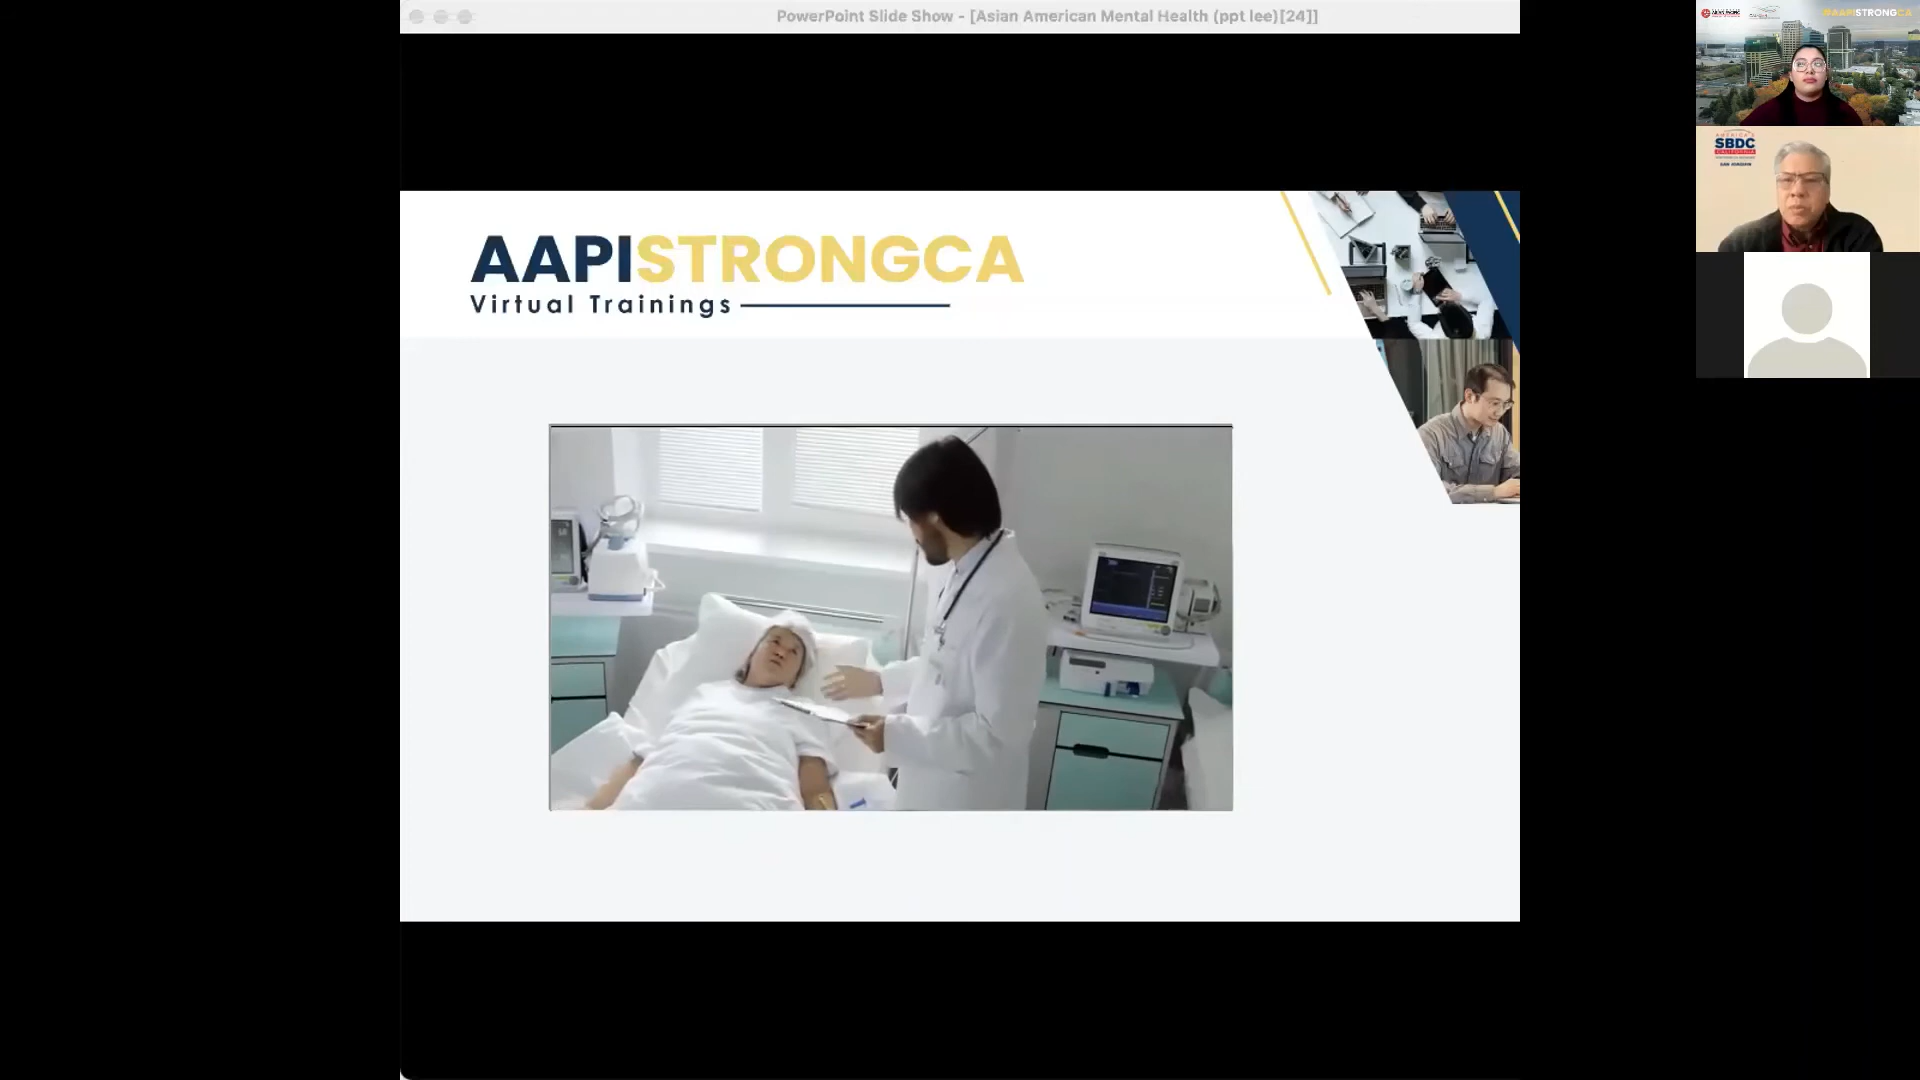 PowerPoint Slide Show - [Asian American Mental Health (ppt lee)[24]]
AAPISTRONGCA
Virtual Trainings
#AAPISTRONGCA
SBDC